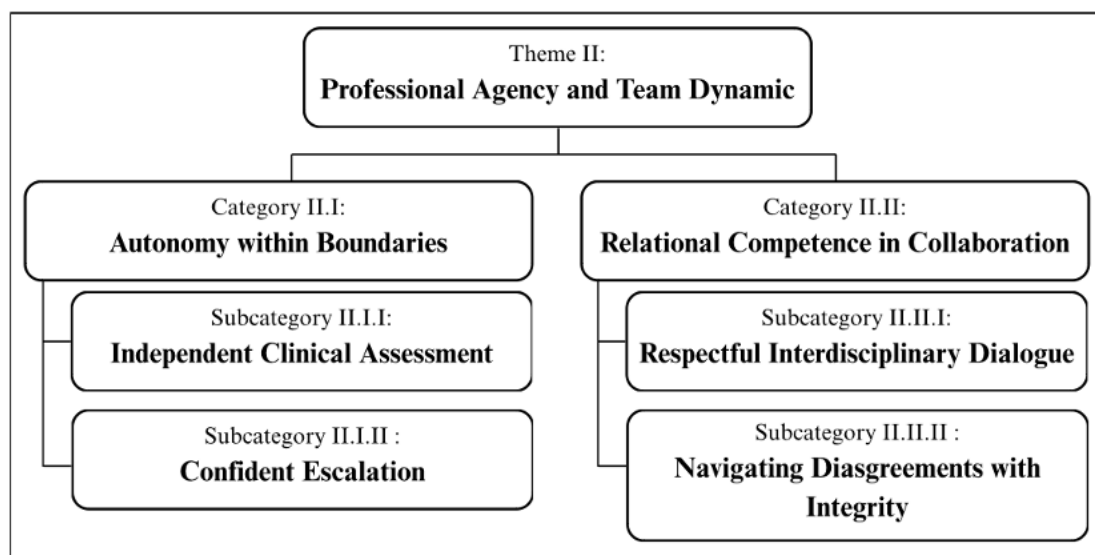 Theme II:
Professional Agency and Team Dynamic
Category II.I:
Autonomy within Boundaries
Subcategory II.I.I:
Independent Clinical Assessment
Subcategory II.I.II :
Confident Escalation
Category II.II:
Relational Competence in Collaboration
Subcategory II.II.I:
Respectful Interdisciplinary Dialogue
Subcategory II.II.II :
Navigating Diasgreements with
Integrity